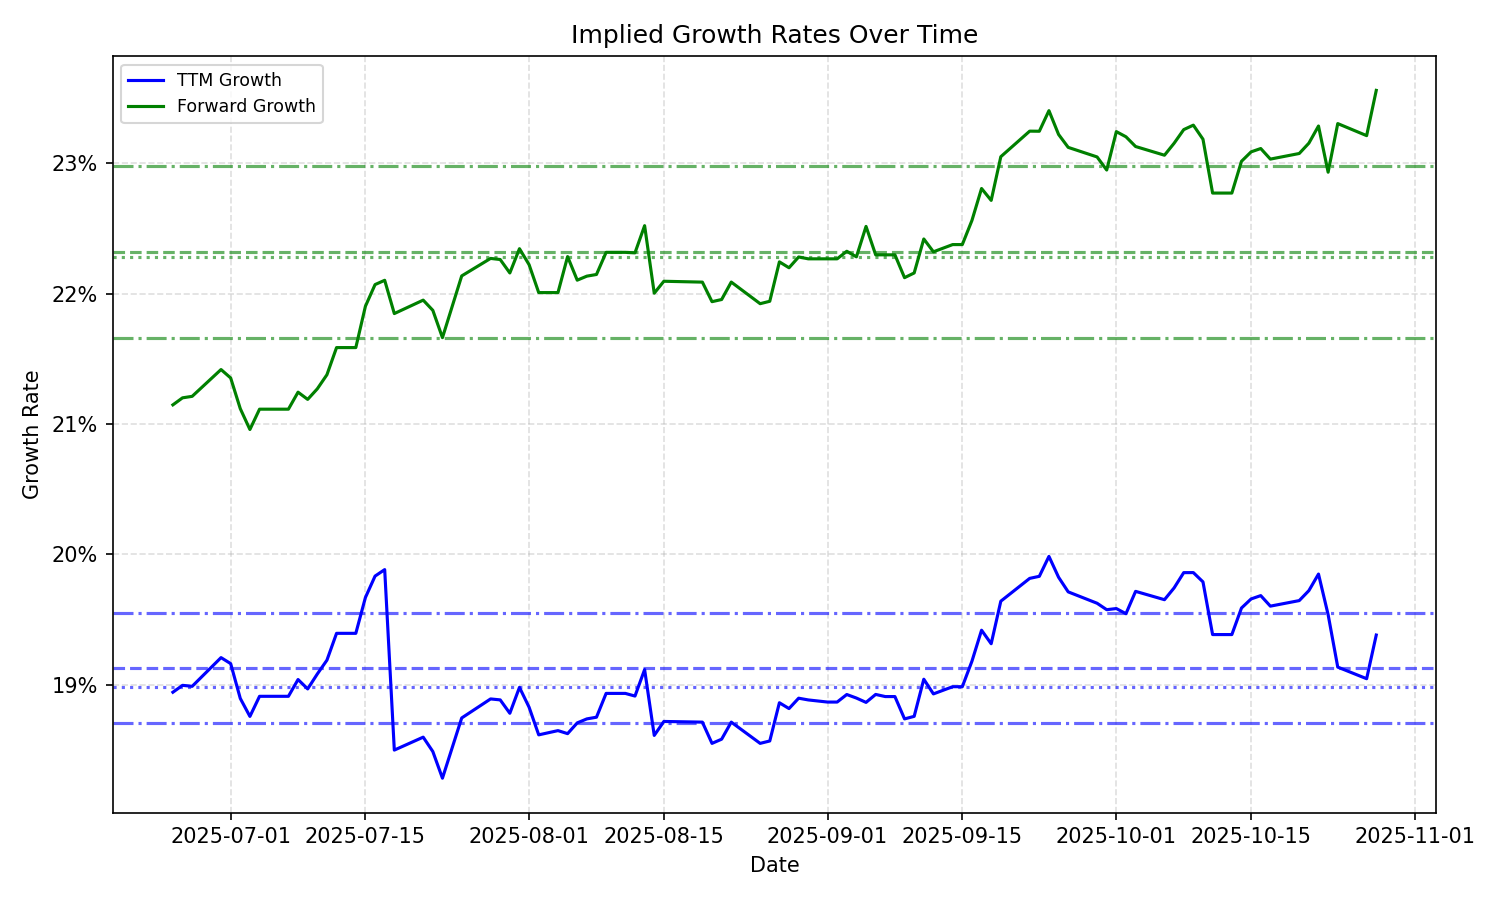 Implied Growth Rates Over Time
TTM Growth
Forward Growth
23%
22%
21%
20%
19%
Growth Rate
2025-07-01 2025-07-15 2025-08-01 2025-08-15 2025-09-01 2025-09-15 2025-10-01 2025-10-15 2025-11-01
Date